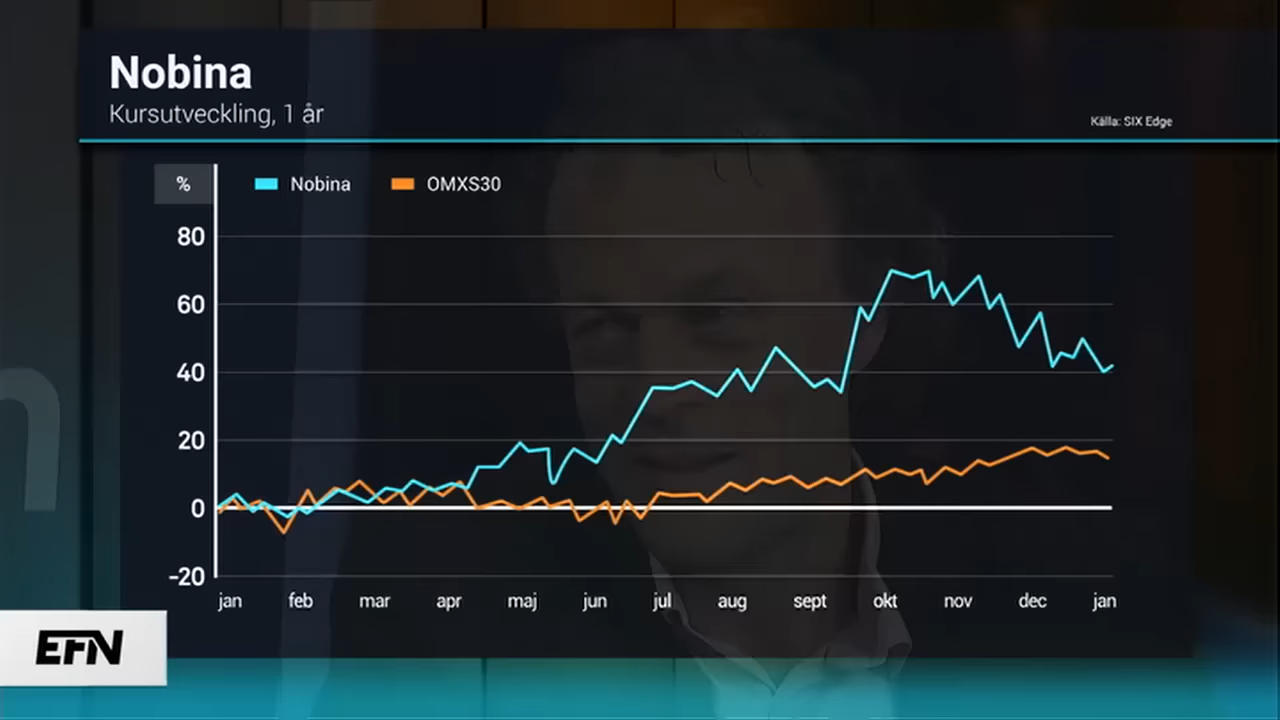 Nobina
Kursutveckling, 1 år
Källa: SIX Edge
% Nobina OMXS30
80
60
40
20
0
-20
jan feb mar apr maj jun jul aug sept okt nov dec jan
EFN